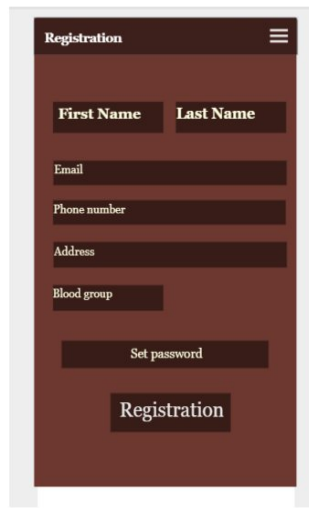 Registration
First Name Last Name
Email
Phone number
Address
Blood group
Set password
Registration